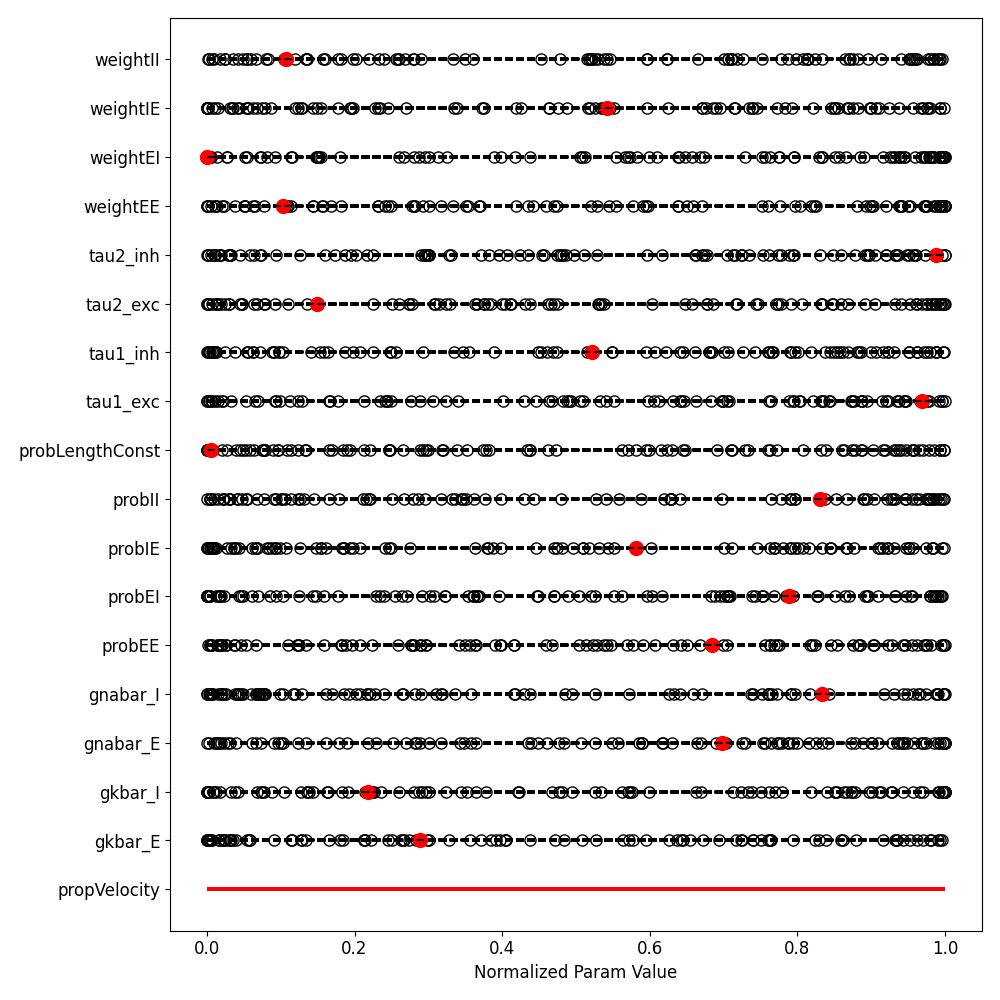 weightII
weightIE
weightEI
weightEE
tau2_inh
tau2_exc
tau1_inh
tau1_exc
probLengthConst
probII
probIE
probEI
probEE
gnabar_I
gnabar_E
gkbar_I
gkbar_E
propVelocity
0.0 0.2 0.4 0.6 0.8 1.0
Normalized Param Value